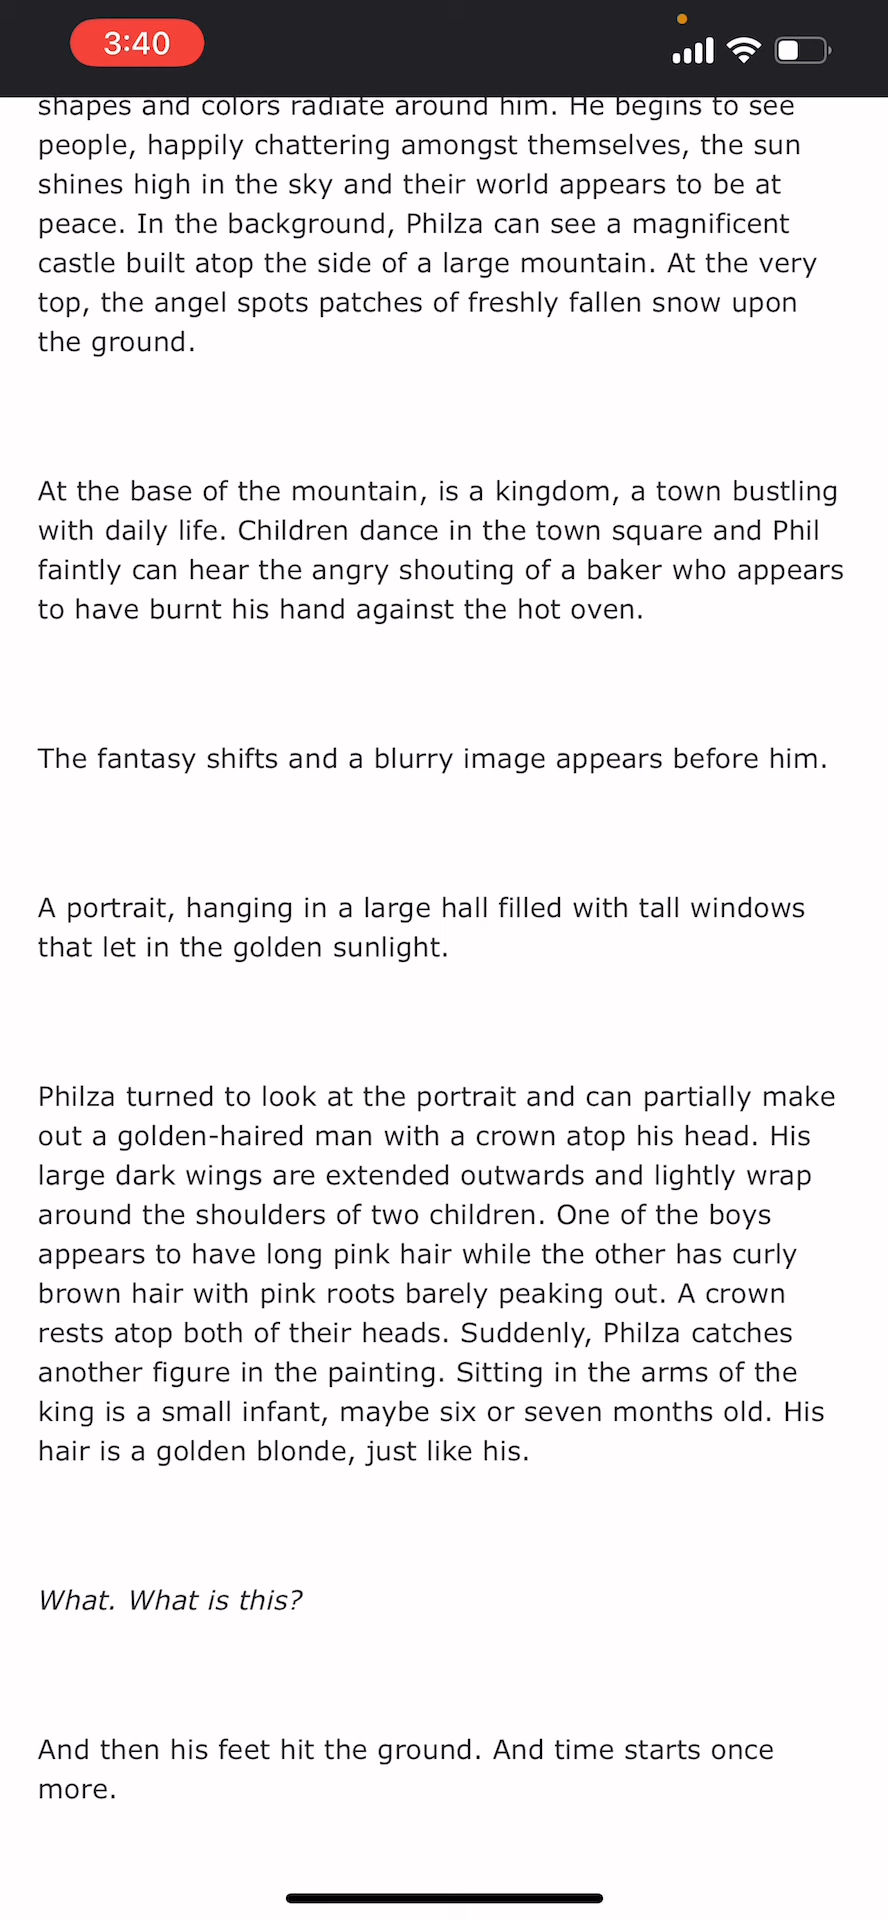 3:40
shapes and colors radiate around him. He begins to see
people, happily chattering amongst themselves, the sun
shines high in the sky and their world appears to be at
peace. In the background, Philza can see a magnificent
castle built atop the side of a large mountain. At the very
top, the angel spots patches of freshly fallen snow upon
the ground.
At the base of the mountain, is a kingdom, a town bustling
with daily life. Children dance in the town square and Phil
faintly can hear the angry shouting of a baker who appears
to have burnt his hand against the hot oven.
The fantasy shifts and a blurry image appears before him.
A portrait, hanging in a large hall filled with tall windows
that let in the golden sunlight.
Philza turned to look at the portrait and can partially make
out a golden-haired man with a crown atop his head. His
large dark wings are extended outwards and lightly wrap
around the shoulders of two children. One of the boys
appears to have long pink hair while the other has curly
brown hair with pink roots barely peaking out. A crown
rests atop both of their heads. Suddenly, Philza catches
another figure in the painting. Sitting in the arms of the
king is a small infant, maybe six or seven months old. His
hair is a golden blonde, just like his.
What. What is this?
And then his feet hit the ground. And time starts once
more.